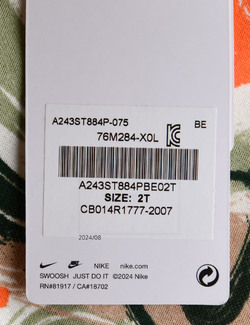 A243ST884P-075 BE
76M284-X0L
A243ST884PBE02T
SIZE: 2T
CB014R1777-2007
2024/08
NIKE nike.com
SWOOSH JUST DO IT ©2024 Nike
RN#81917 / CA#18702